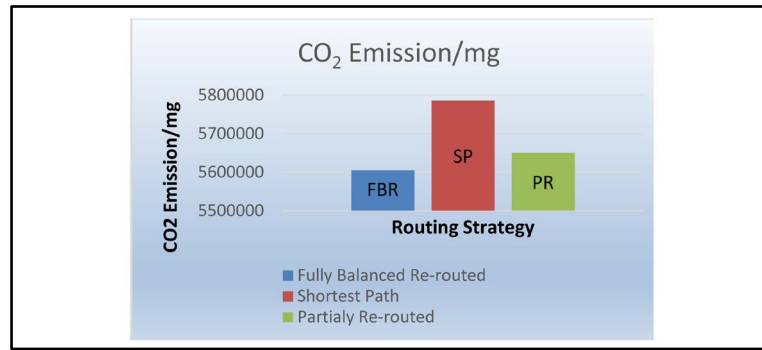 CO₂ Emission/mg
CO2 Emission/mg
5800000
5700000
5600000
5500000
FBR
SP
PR
Routing Strategy
Fully Balanced Re-routed
Shortest Path
Partialy Re-routed